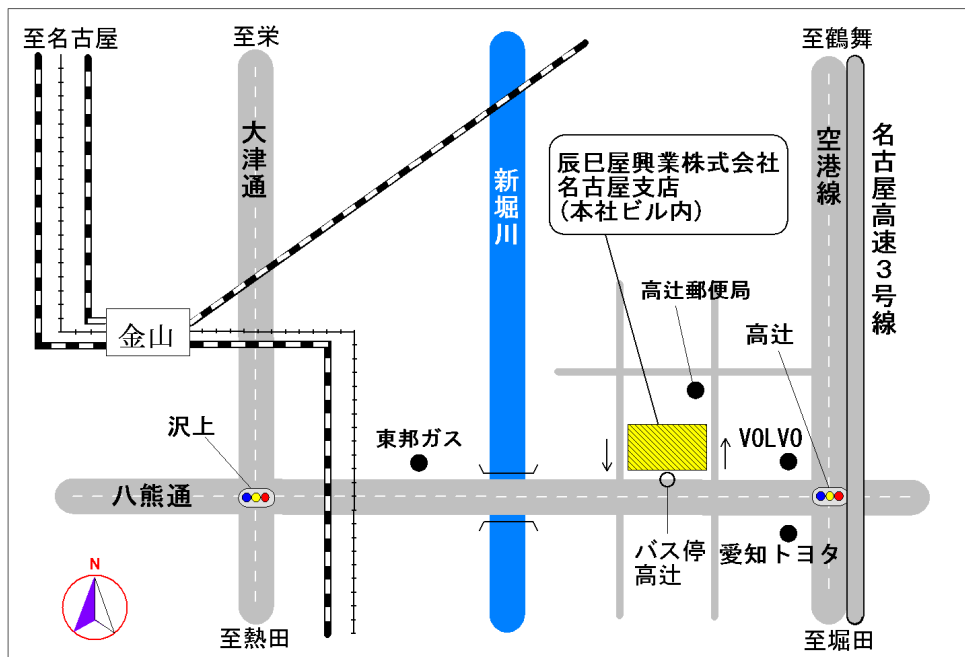 至名古屋
至栄
至鶴舞
大津通
新堀川
空港線
名古屋高速3号線
辰巳屋興業株式会社
名古屋支店
(本社ビル内)
高辻郵便局
高辻
金山
沢上
東邦ガス
VOLVO
八熊通
バス停
高辻
愛知トヨタ
N
至熱田
至堀田